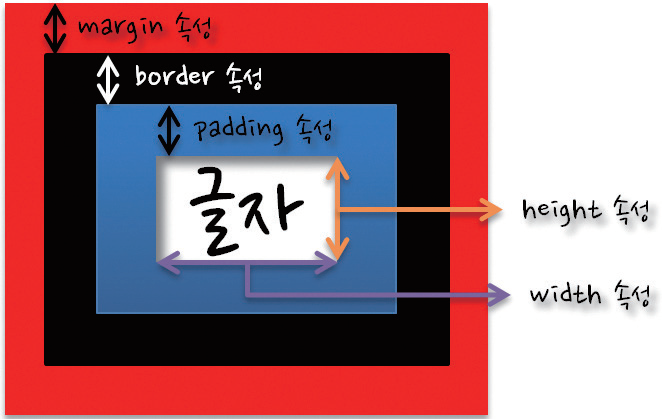 margin 속성
border 속성
padding 속성
글자
height 속성
width 속성